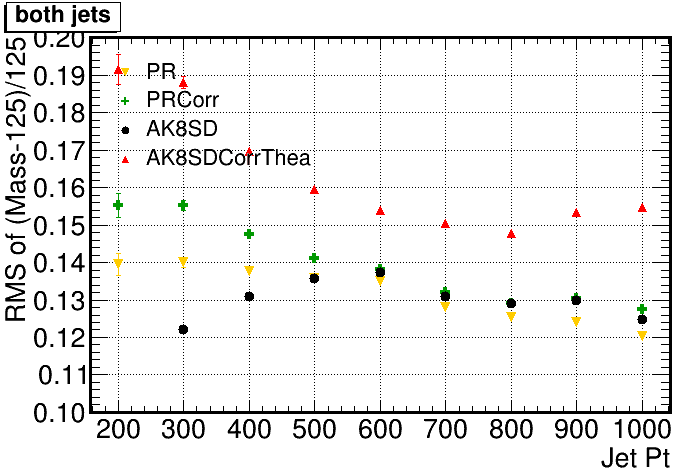 both jets
RMS of (Mass-125)/125
0.20
0.19
0.18
0.17
0.16
0.15
0.14
0.13
0.12
0.11
0.10
PR
PRCorr
AK8SD
AK8SDCorrThea
200 300 400 500 600 700 800 900 1000
Jet Pt